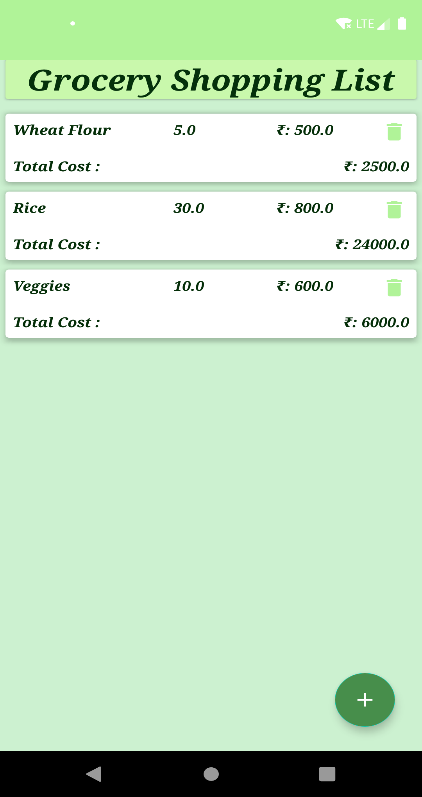 LTE
Grocery Shopping List
Wheat Flour 5.0 ₹: 500.0
Total Cost : ₹: 2500.0
Rice 30.0 ₹: 800.0
Total Cost : ₹: 24000.0
Veggies 10.0 ₹: 600.0
Total Cost : ₹: 6000.0
+